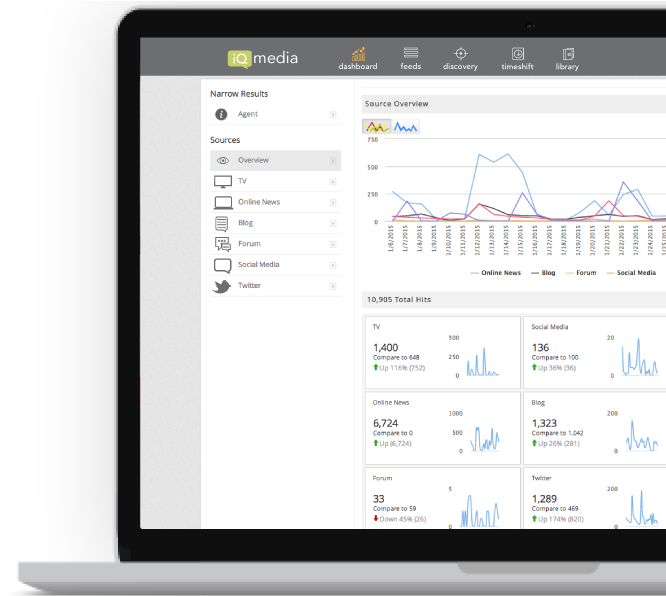 iQ media
dashboard feeds discovery timeshift library
Narrow Results
Agent
Sources
Overview
TV
Online News
Blog
Forum
Social Media
Twitter
Source Overview
750
500
250
0
1/6/2015 1/7/2015 1/8/2015 1/9/2015 1/10/2015 1/11/2015 1/12/2015 1/13/2015 1/14/2015 1/15/2015 1/16/2015 1/17/2015 1/18/2015 1/19/2015 1/20/2015 1/21/2015 1/22/2015 1/23/2015 1/24/2015 1/25/2015
Online News Blog Forum Social Media
10,905 Total Hits
TV
1,400
Compare to 648
Up 116% (752)
500
250
0
Social Media
136
Compare to 100
Up 36% (36)
20
0
Online News
6,724
Compare to 0
Up (6,724)
1000
500
0
Blog
1,323
Compare to 1,042
Up 26% (281)
200
0
Forum
33
Compare to 59
Down 45% (26)
5
0
Twitter
1,289
Compare to 469
Up 174% (820)
200
0